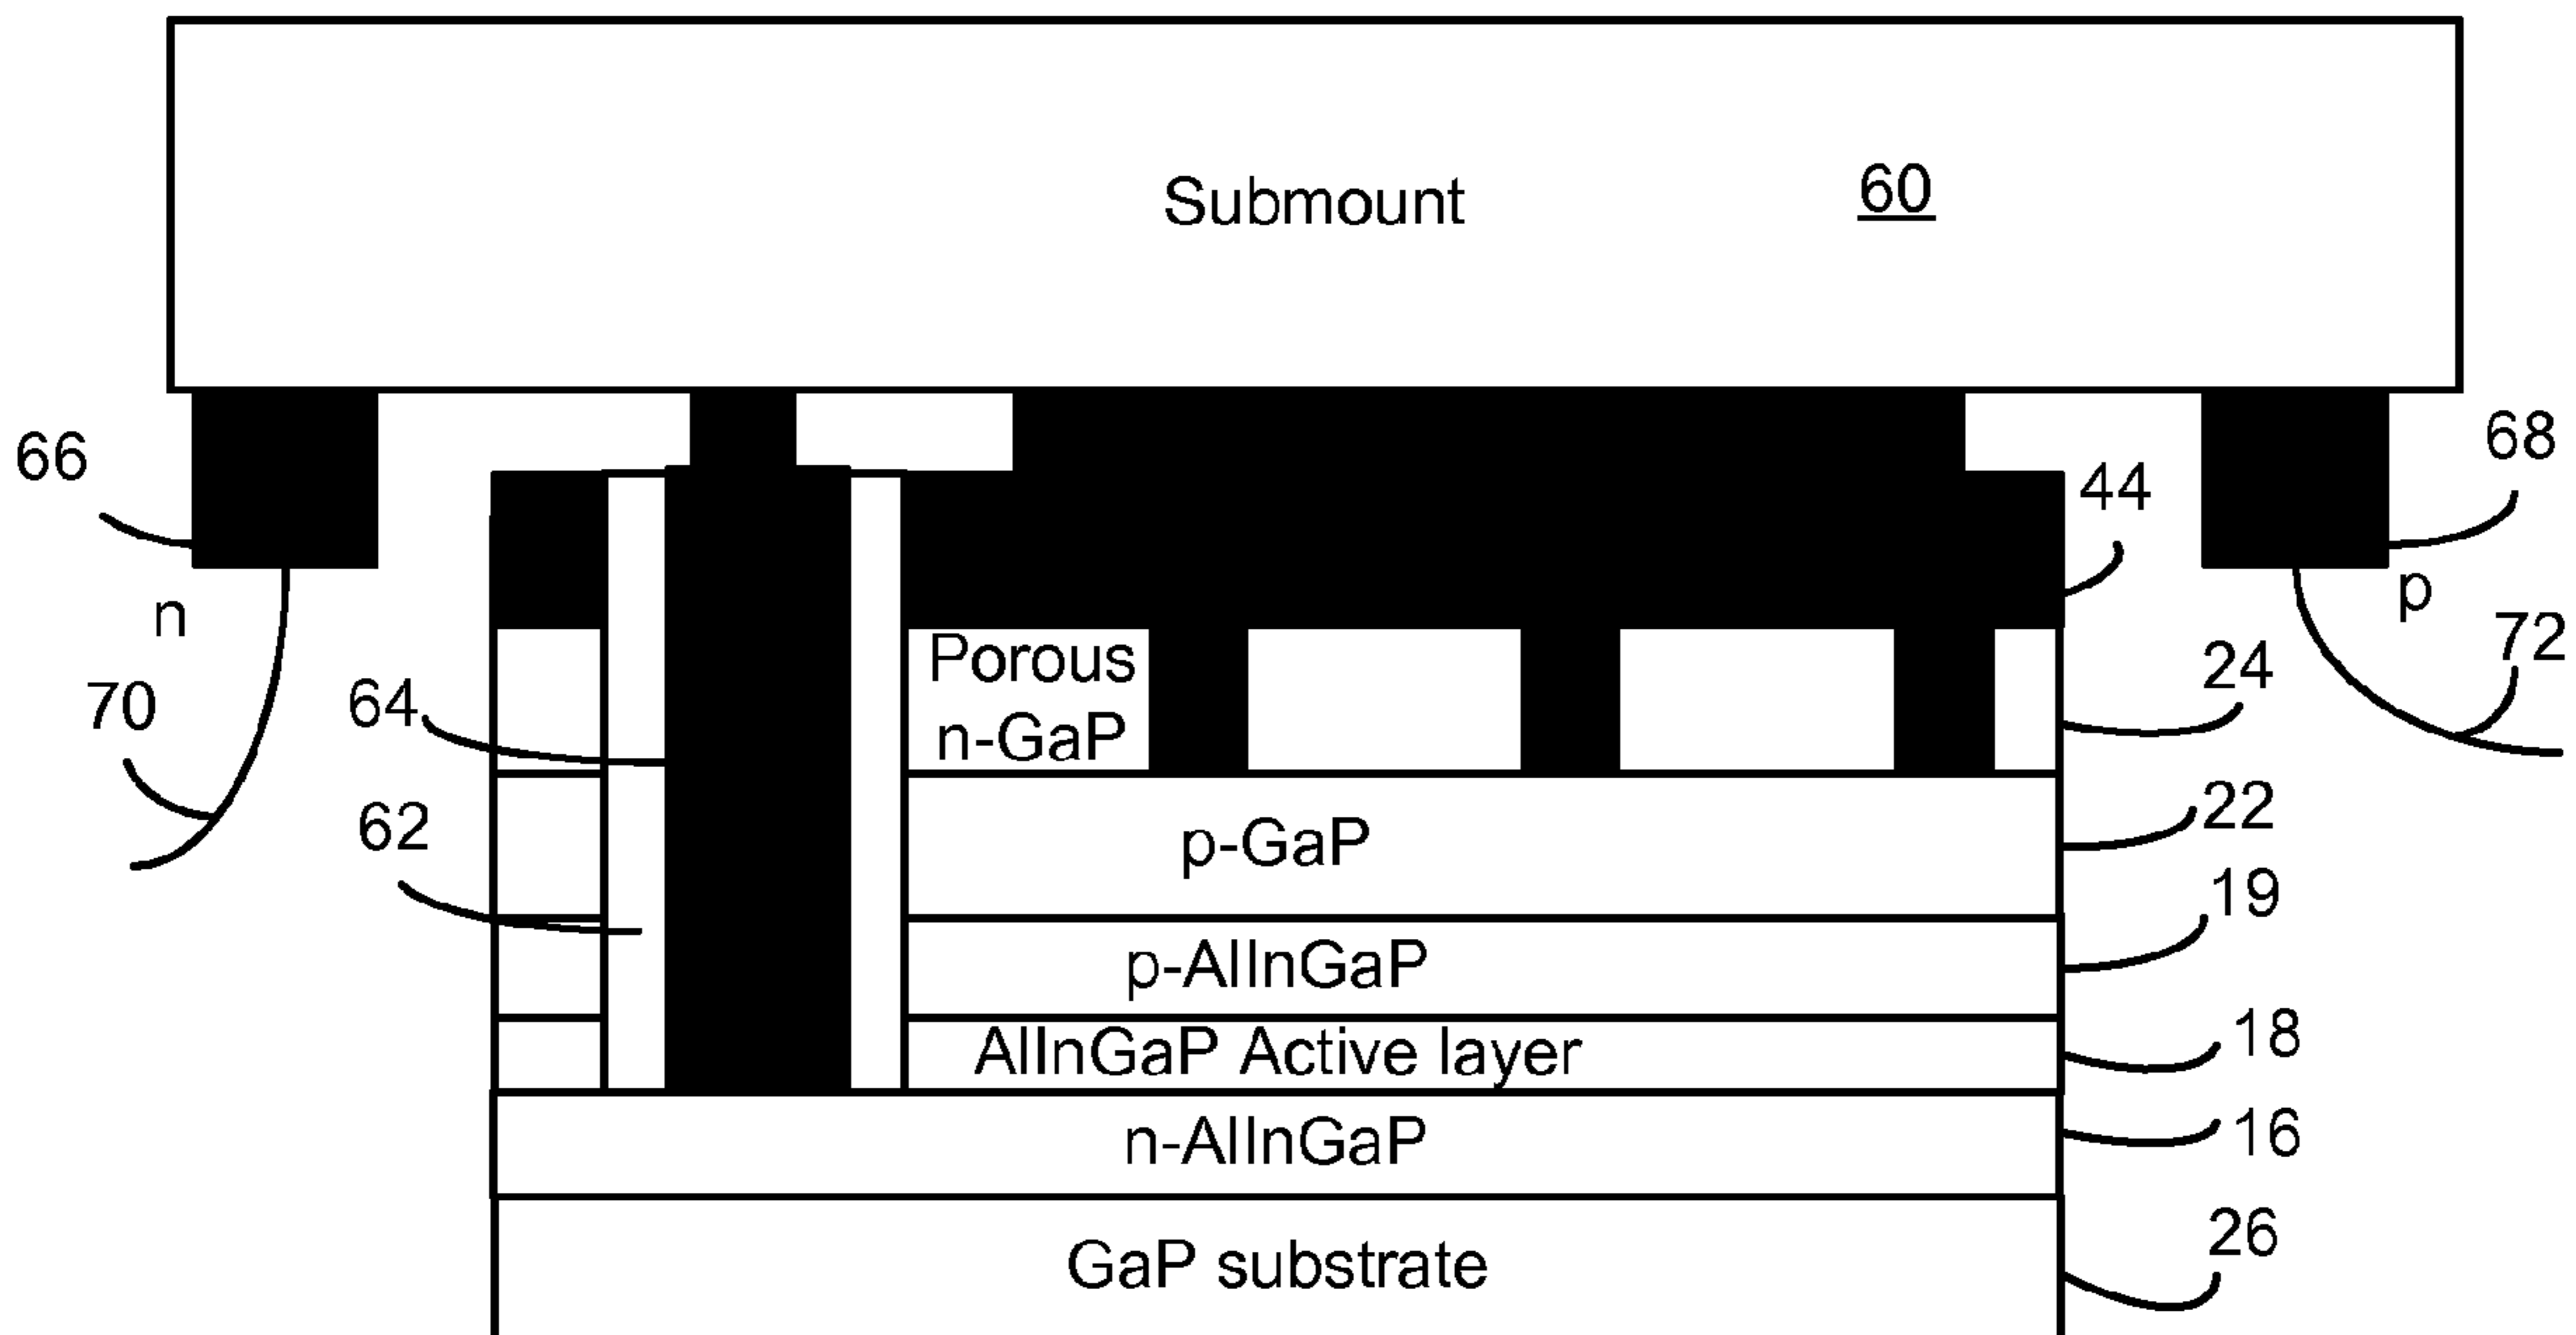 Submount
60
66
68
44
n
p
Porous
n-GaP
72
24
64
70
p-GaP
22
62
p-AlInGaP
19
AlInGaP Active layer
18
n-AlInGaP
16
GaP substrate
26